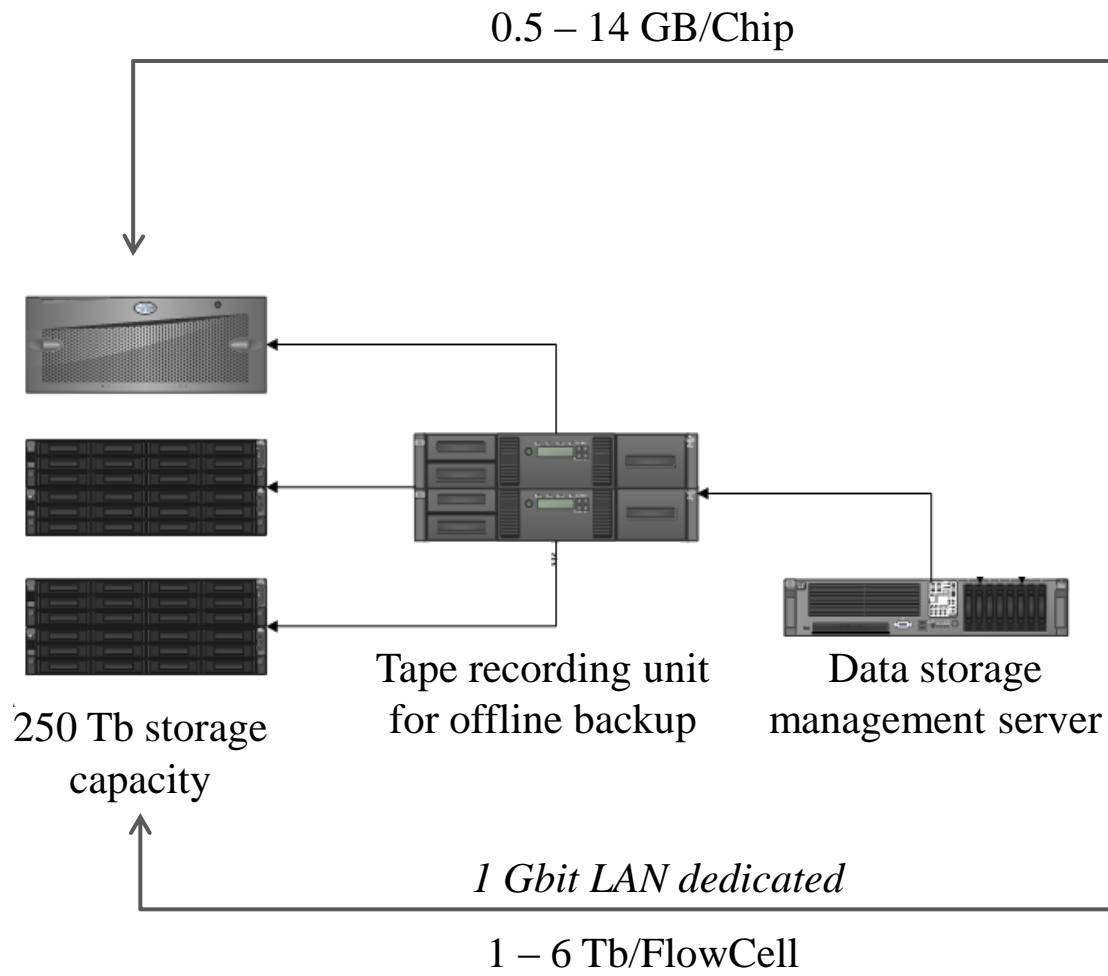 0.5 – 14 GB/Chip
Tape recording unit
for offline backup
Data storage
management server
250 Tb storage
capacity
1 Gbit LAN dedicated
1 – 6 Tb/FlowCell